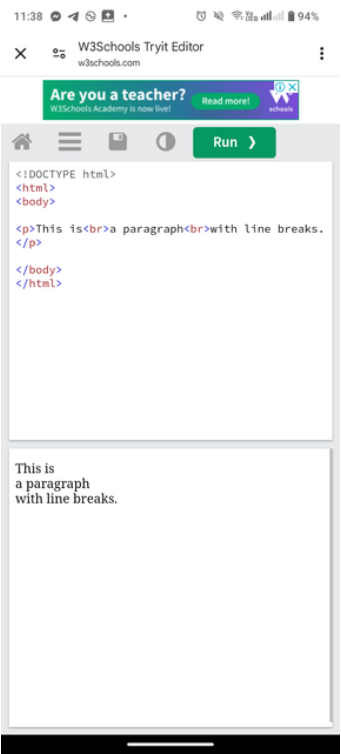 11:38
94%
W3Schools Tryit Editor
w3schools.com
Are you a teacher?
W3Schools Academy is now live!
Read more!
schools
Run ❯
<!DOCTYPE html>
<html>
<body>
<p>This is<br>a paragraph<br>with line breaks.
</p>
</body>
</html>
This is
a paragraph
with line breaks.